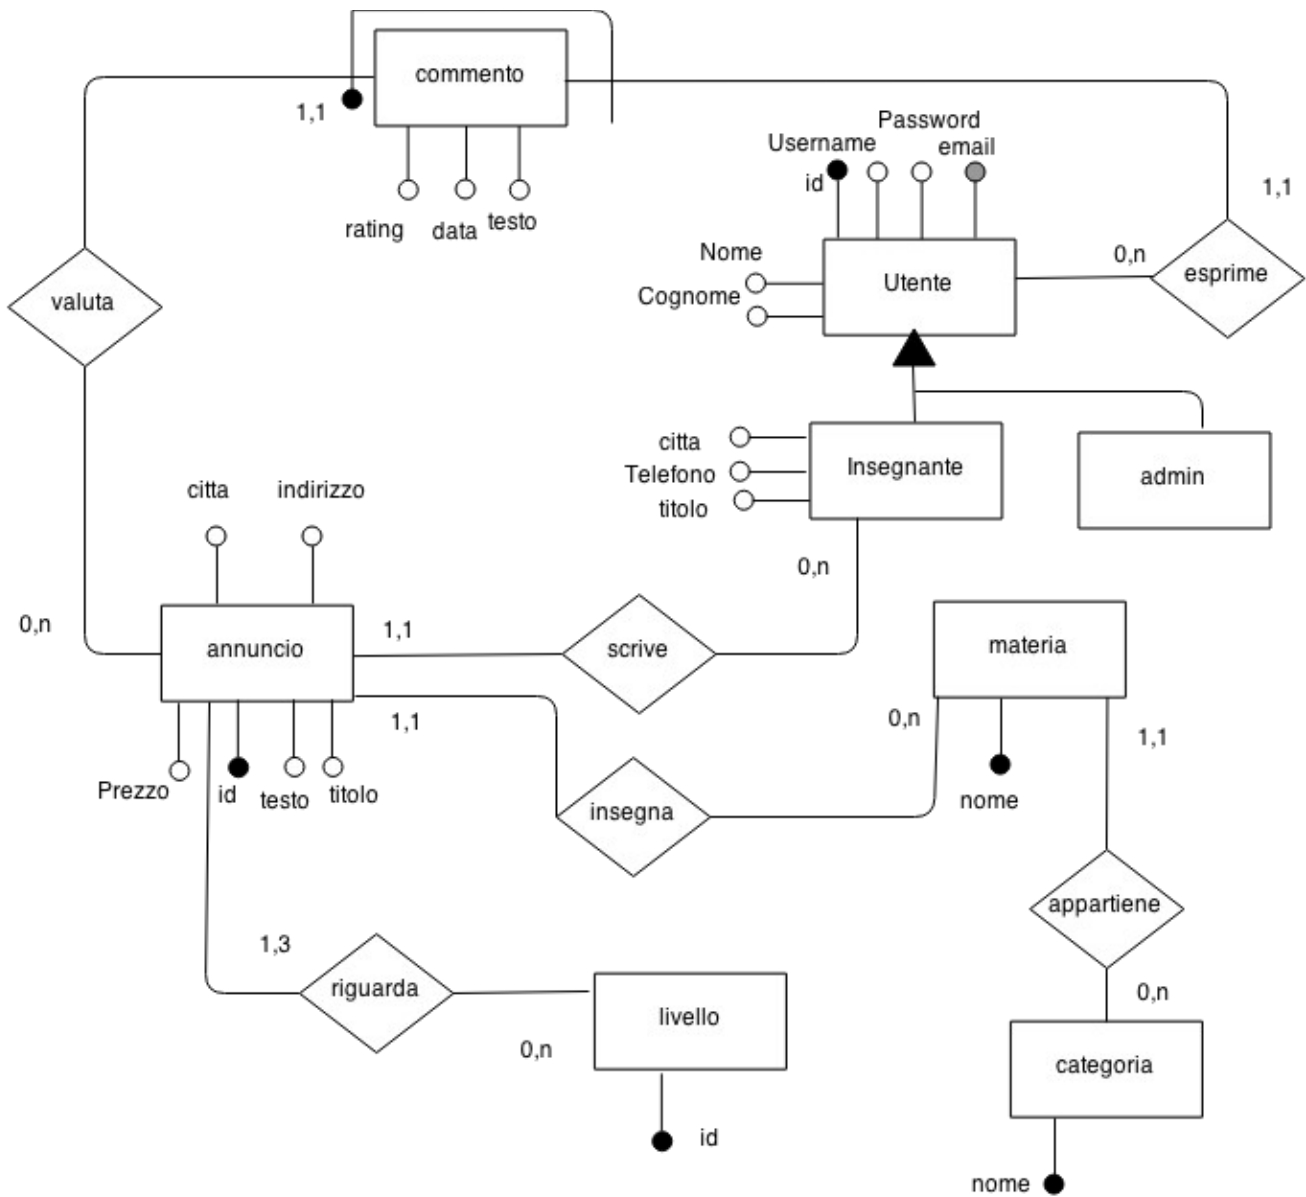 commento
1,1
rating
data
testo
Password
Username
email
id
1,1
Nome
0,n
Cognome
Utente
esprime
valuta
citta
Telefono
titolo
Insegnante
admin
citta
indirizzo
0,n
0,n
1,1
annuncio
scrive
materia
1,1
0,n
1,1
Prezzo
id
testo
titolo
insegna
nome
appartiene
1,3
riguarda
0,n
livello
0,n
categoria
id
nome